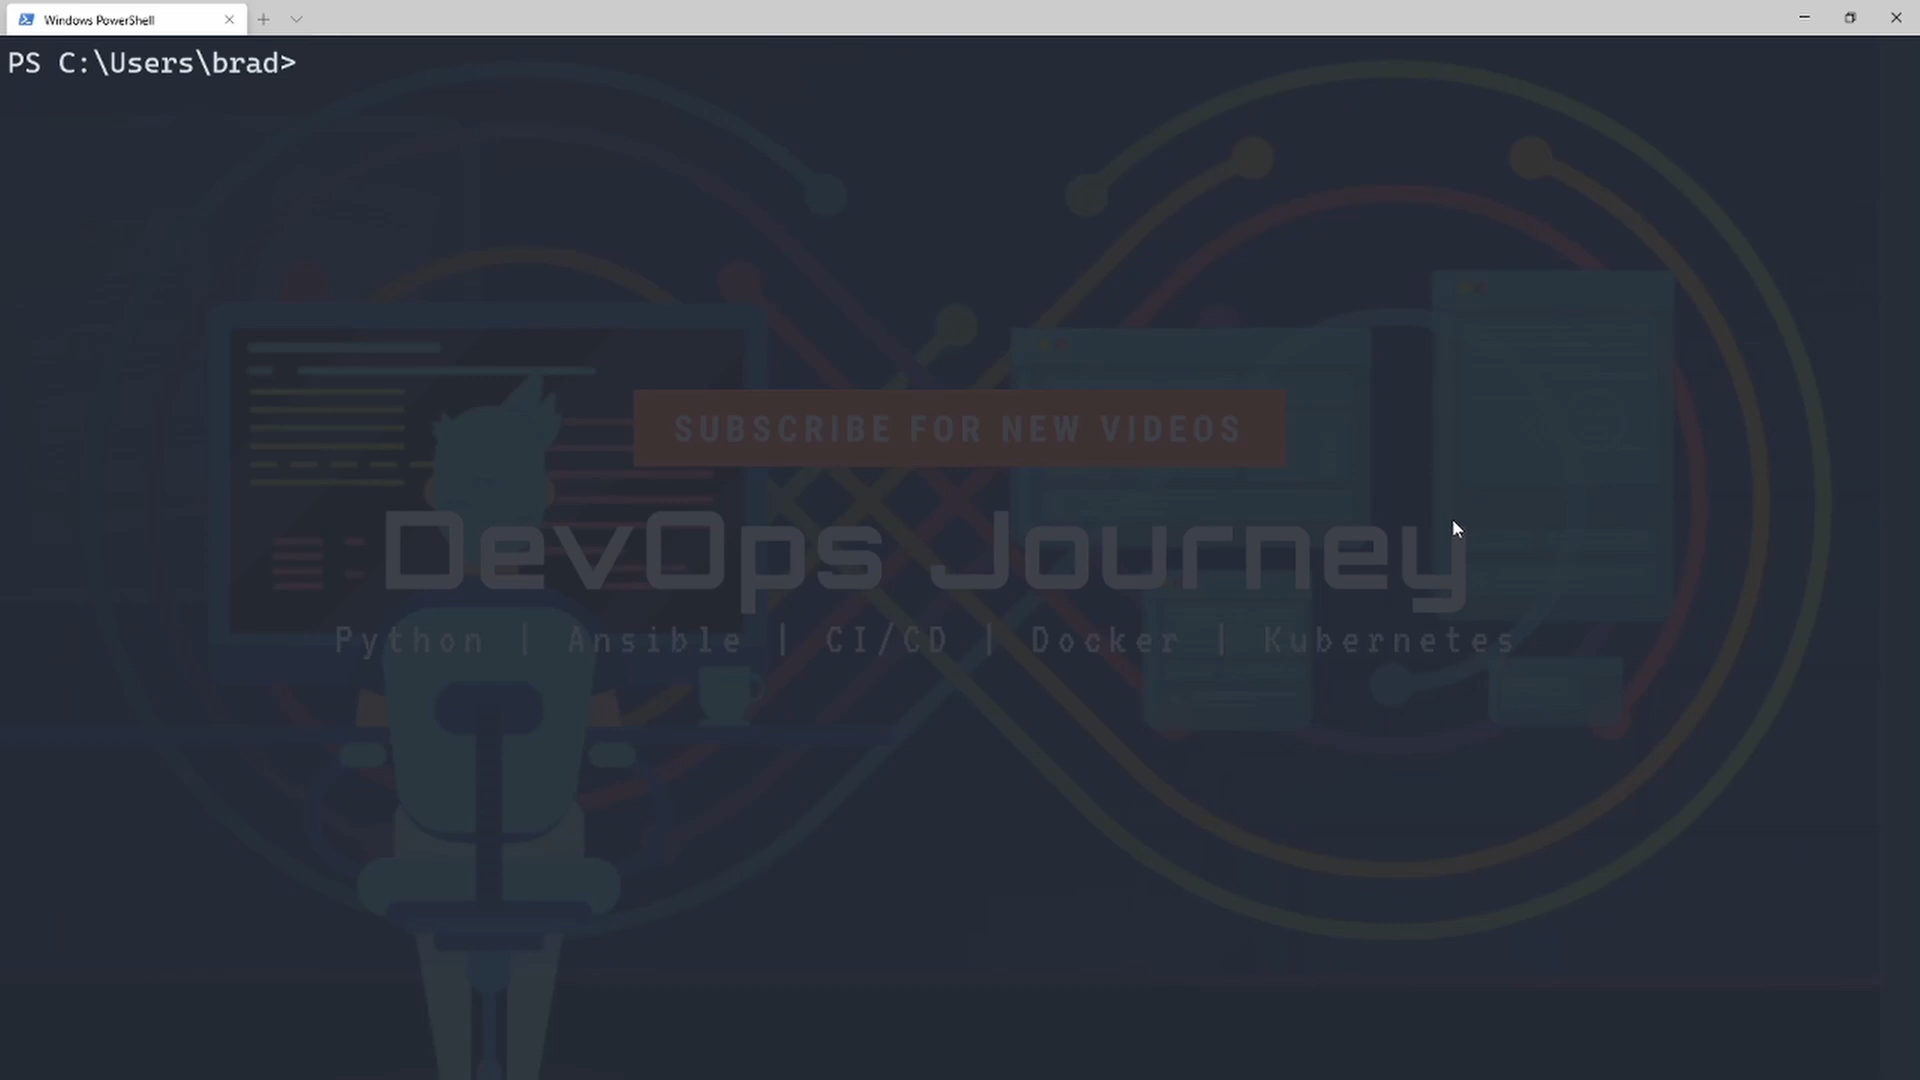 Windows PowerShell
PS C:\Users\brad>
SUBSCRIBE FOR NEW VIDEOS
DevOps Journey
Python | Ansible | CI/CD | Docker | Kubernetes